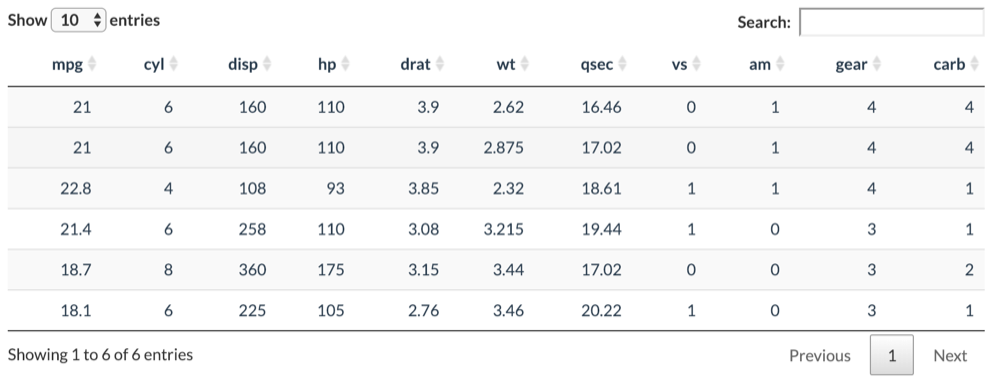 Show 10 entries Search:
mpg cyl disp hp drat wt qsec vs am gear carb
21 6 160 110 3.9 2.62 16.46 0 1 4 4
21 6 160 110 3.9 2.875 17.02 0 1 4 4
22.8 4 108 93 3.85 2.32 18.61 1 1 4 1
21.4 6 258 110 3.08 3.215 19.44 1 0 3 1
18.7 8 360 175 3.15 3.44 17.02 0 0 3 2
18.1 6 225 105 2.76 3.46 20.22 1 0 3 1
Showing 1 to 6 of 6 entries Previous 1 Next